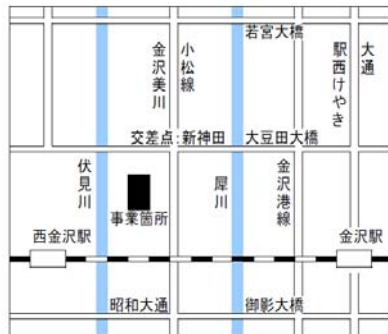 若宮大橋
金沢美川
小松線
駅西けやき
大通
交差点:新神田
大豆田大橋
伏見川
事業箇所
犀川
金沢港線
西金沢駅
金沢駅
昭和大通
御影大橋